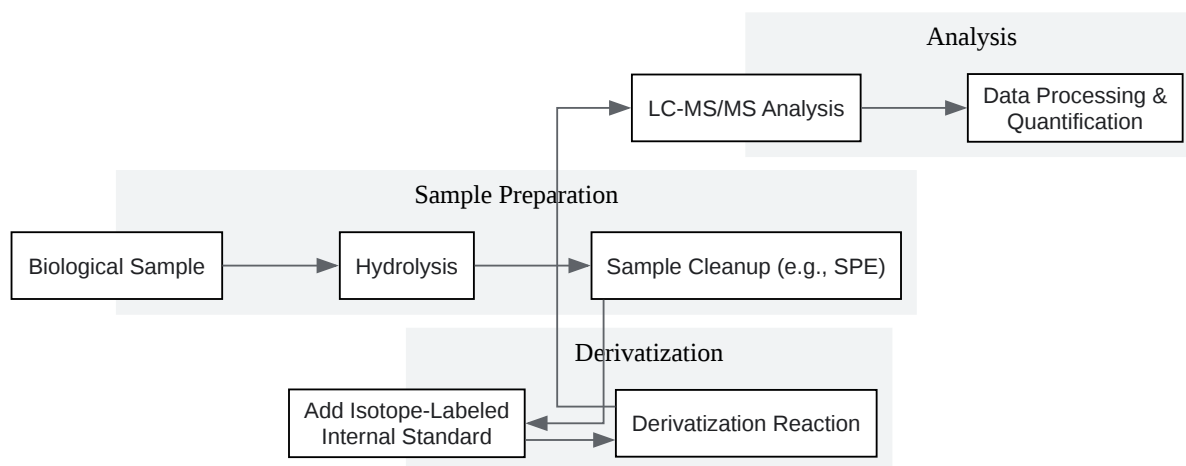 Analysis
LC-MS/MS Analysis
Data Processing &
Quantification
Sample Preparation
Biological Sample
Hydrolysis
Sample Cleanup (e.g., SPE)
Derivatization
Add Isotope-Labeled
Internal Standard
Derivatization Reaction